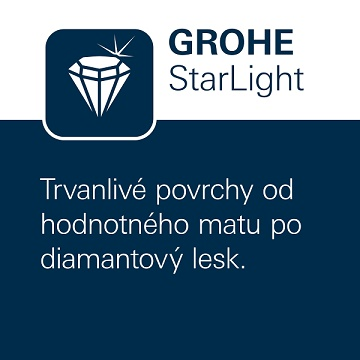 GROHE
StarLight
Trvanlivé povrchy od
hodnotného matu po
diamantový lesk.